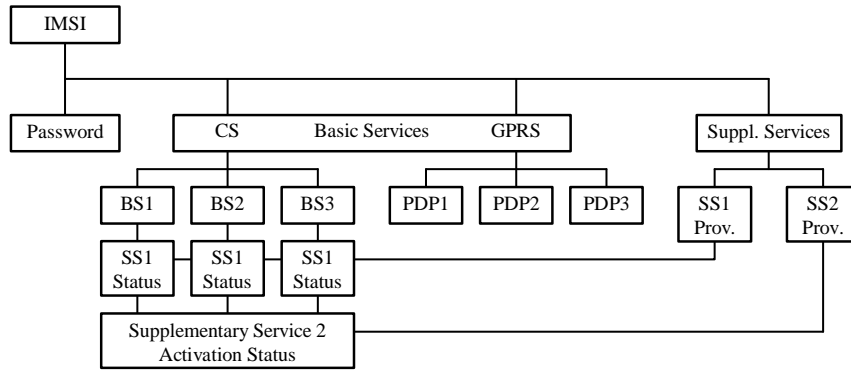 IMSI
Password
CS Basic Services GPRS
Suppl. Services
BS1
BS2
BS3
PDP1
PDP2
PDP3
SS1
Prov.
SS2
Prov.
SS1
Status
SS1
Status
SS1
Status
Supplementary Service 2
Activation Status